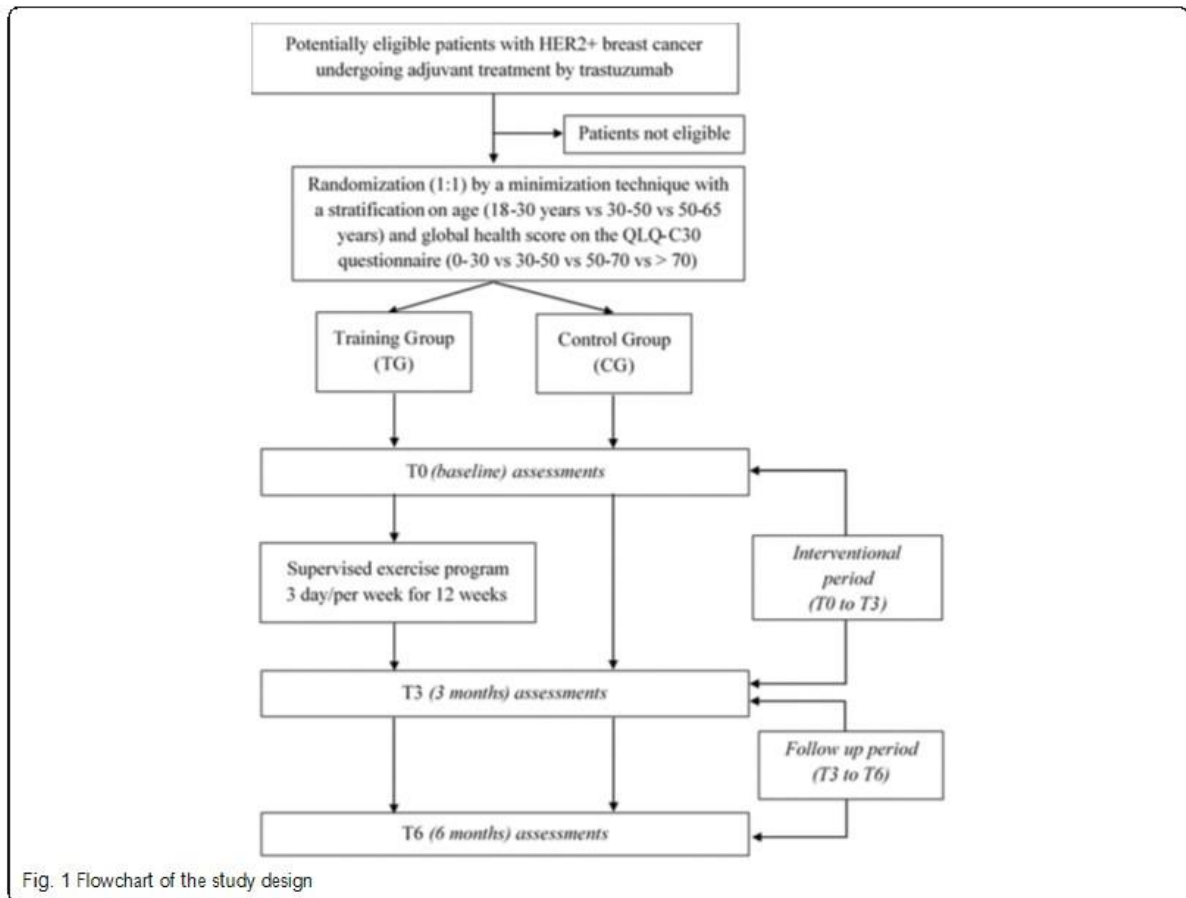 Potentially eligible patients with HER2+ breast cancer
undergoing adjuvant treatment by trastuzumab
Patients not eligible
Randomization (1:1) by a minimization technique with
a stratification on age (18-30 years vs 30-50 vs 50-65
years) and global health score on the QLQ-C30
questionnaire (0-30 vs 30-50 vs 50-70 vs > 70)
Training Group
(TG)
Control Group
(CG)
T0 (baseline) assessments
Supervised exercise program
3 day/per week for 12 weeks
Interventional
period
(T0 to T3)
T3 (3 months) assessments
Follow up period
(T3 to T6)
T6 (6 months) assessments
Fig. 1 Flowchart of the study design